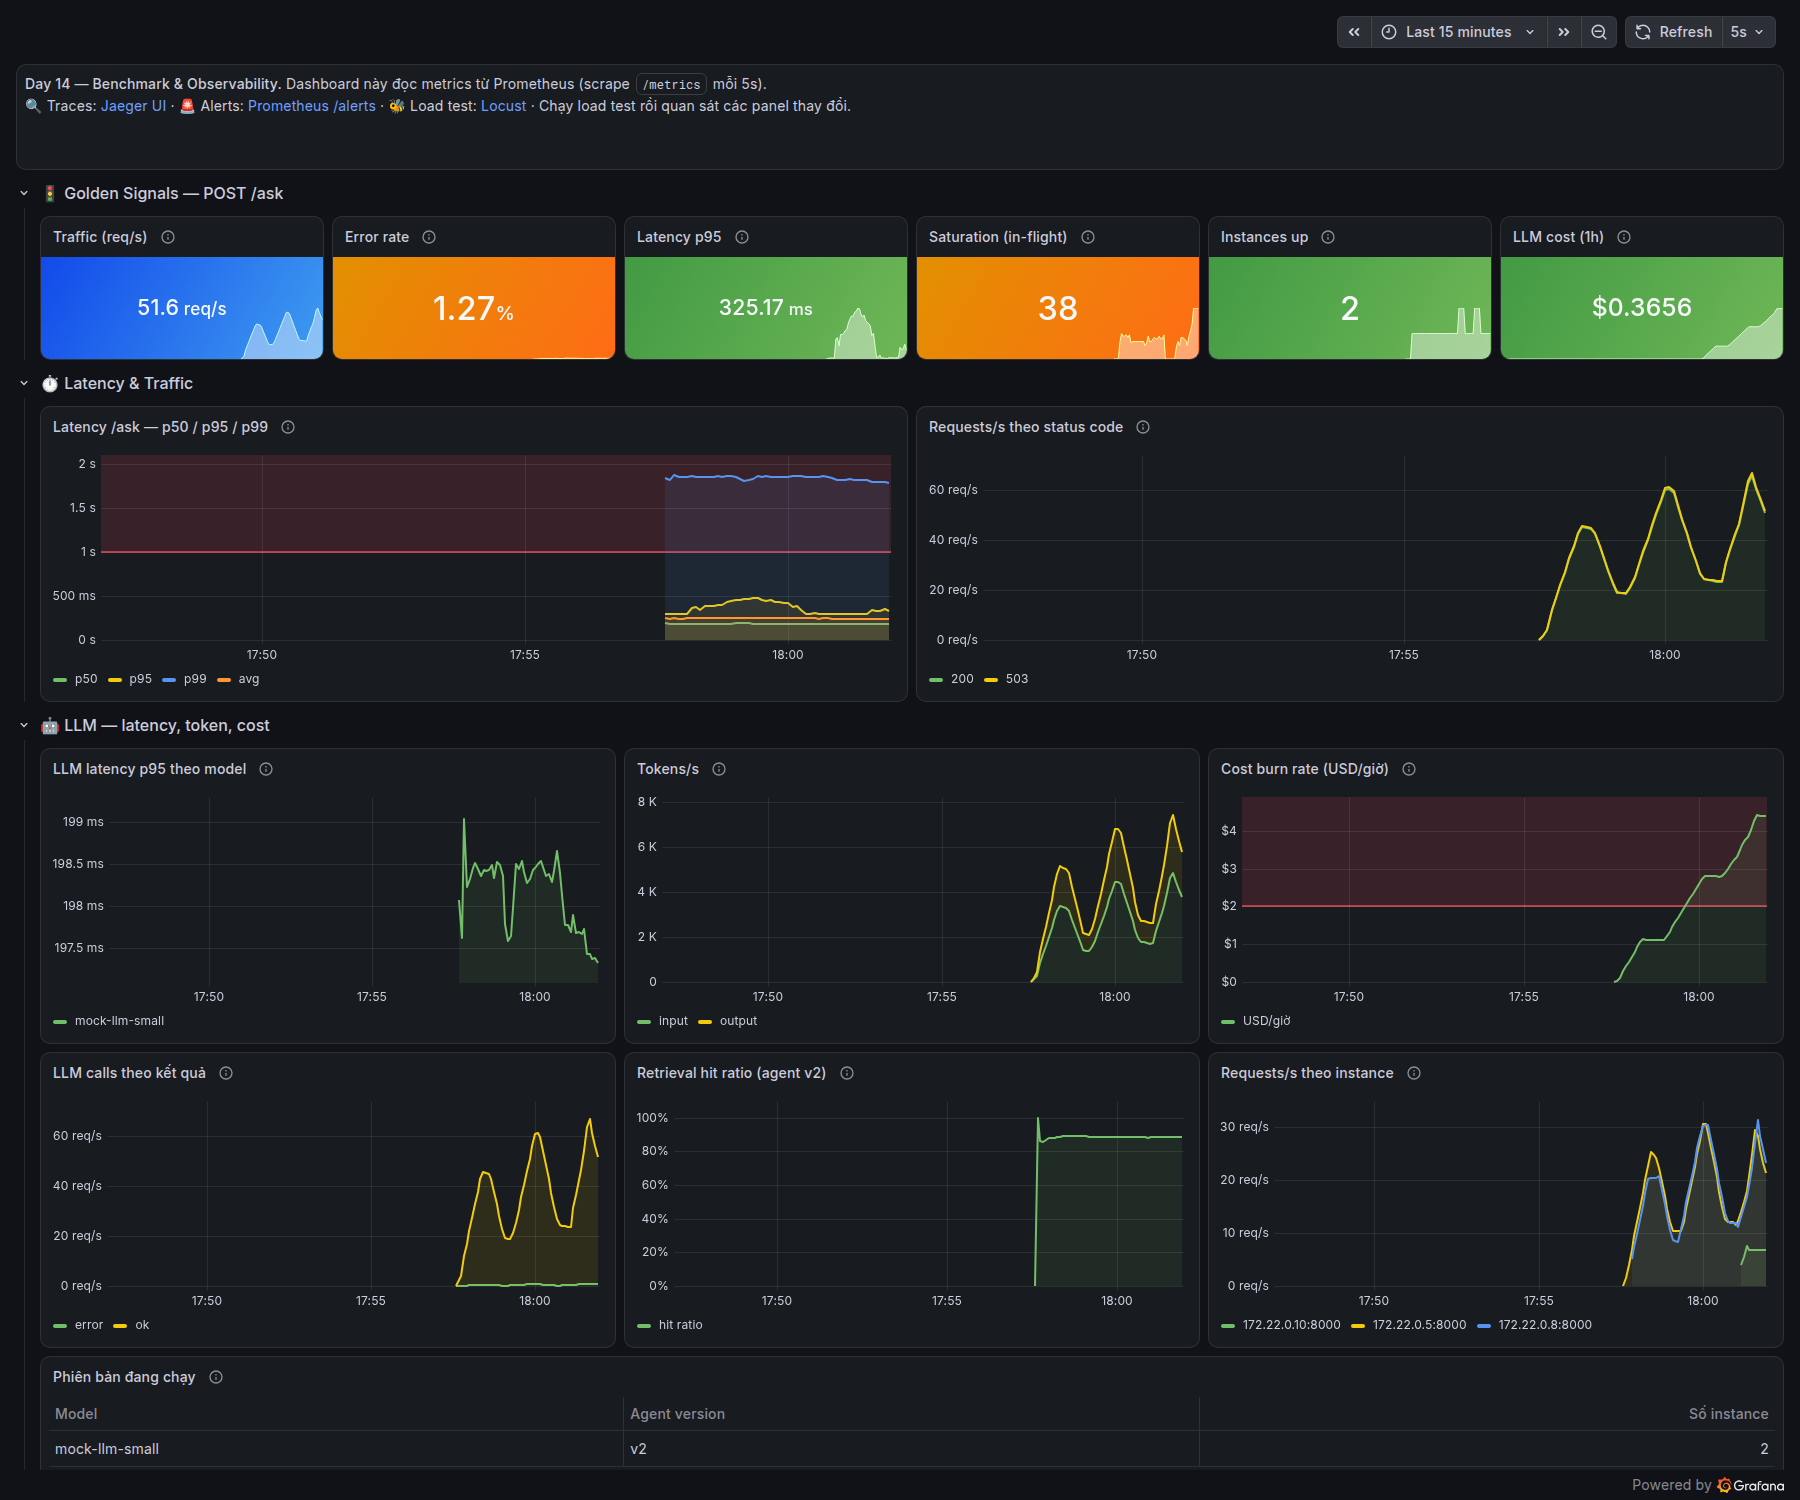 Last 15 minutes
Refresh
5s
Day 14 — Benchmark & Observability. Dashboard này đọc metrics từ Prometheus (scrape /metrics mỗi 5s).
🔍 Traces: Jaeger UI · 🚨 Alerts: Prometheus /alerts · 🐝 Load test: Locust · Chạy load test rồi quan sát các panel thay đổi.
🚦 Golden Signals — POST /ask
Traffic (req/s)
Error rate
Latency p95
Saturation (in-flight)
Instances up
LLM cost (1h)
51.6 req/s
1.27%
325.17 ms
38
2
$0.3656
⏱️ Latency & Traffic
Latency /ask — p50 / p95 / p99
2 s
1.5 s
1 s
500 ms
0 s
17:50
17:55
18:00
p50
p95
p99
avg
Requests/s theo status code
60 req/s
40 req/s
20 req/s
0 req/s
17:50
17:55
18:00
200
503
🤖 LLM — latency, token, cost
LLM latency p95 theo model
199 ms
198.5 ms
198 ms
197.5 ms
17:50
17:55
18:00
mock-llm-small
Tokens/s
8 K
6 K
4 K
2 K
0
17:50
17:55
18:00
input
output
Cost burn rate (USD/giờ)
$4
$3
$2
$1
$0
17:50
17:55
18:00
USD/giờ
LLM calls theo kết quả
60 req/s
40 req/s
20 req/s
0 req/s
17:50
17:55
18:00
error
ok
Retrieval hit ratio (agent v2)
100%
80%
60%
40%
20%
0%
17:50
17:55
18:00
hit ratio
Requests/s theo instance
30 req/s
20 req/s
10 req/s
0 req/s
17:50
17:55
18:00
172.22.0.10:8000
172.22.0.5:8000
172.22.0.8:8000
Phiên bản đang chạy
Model
Agent version
Số instance
mock-llm-small
v2
2
Powered by Grafana